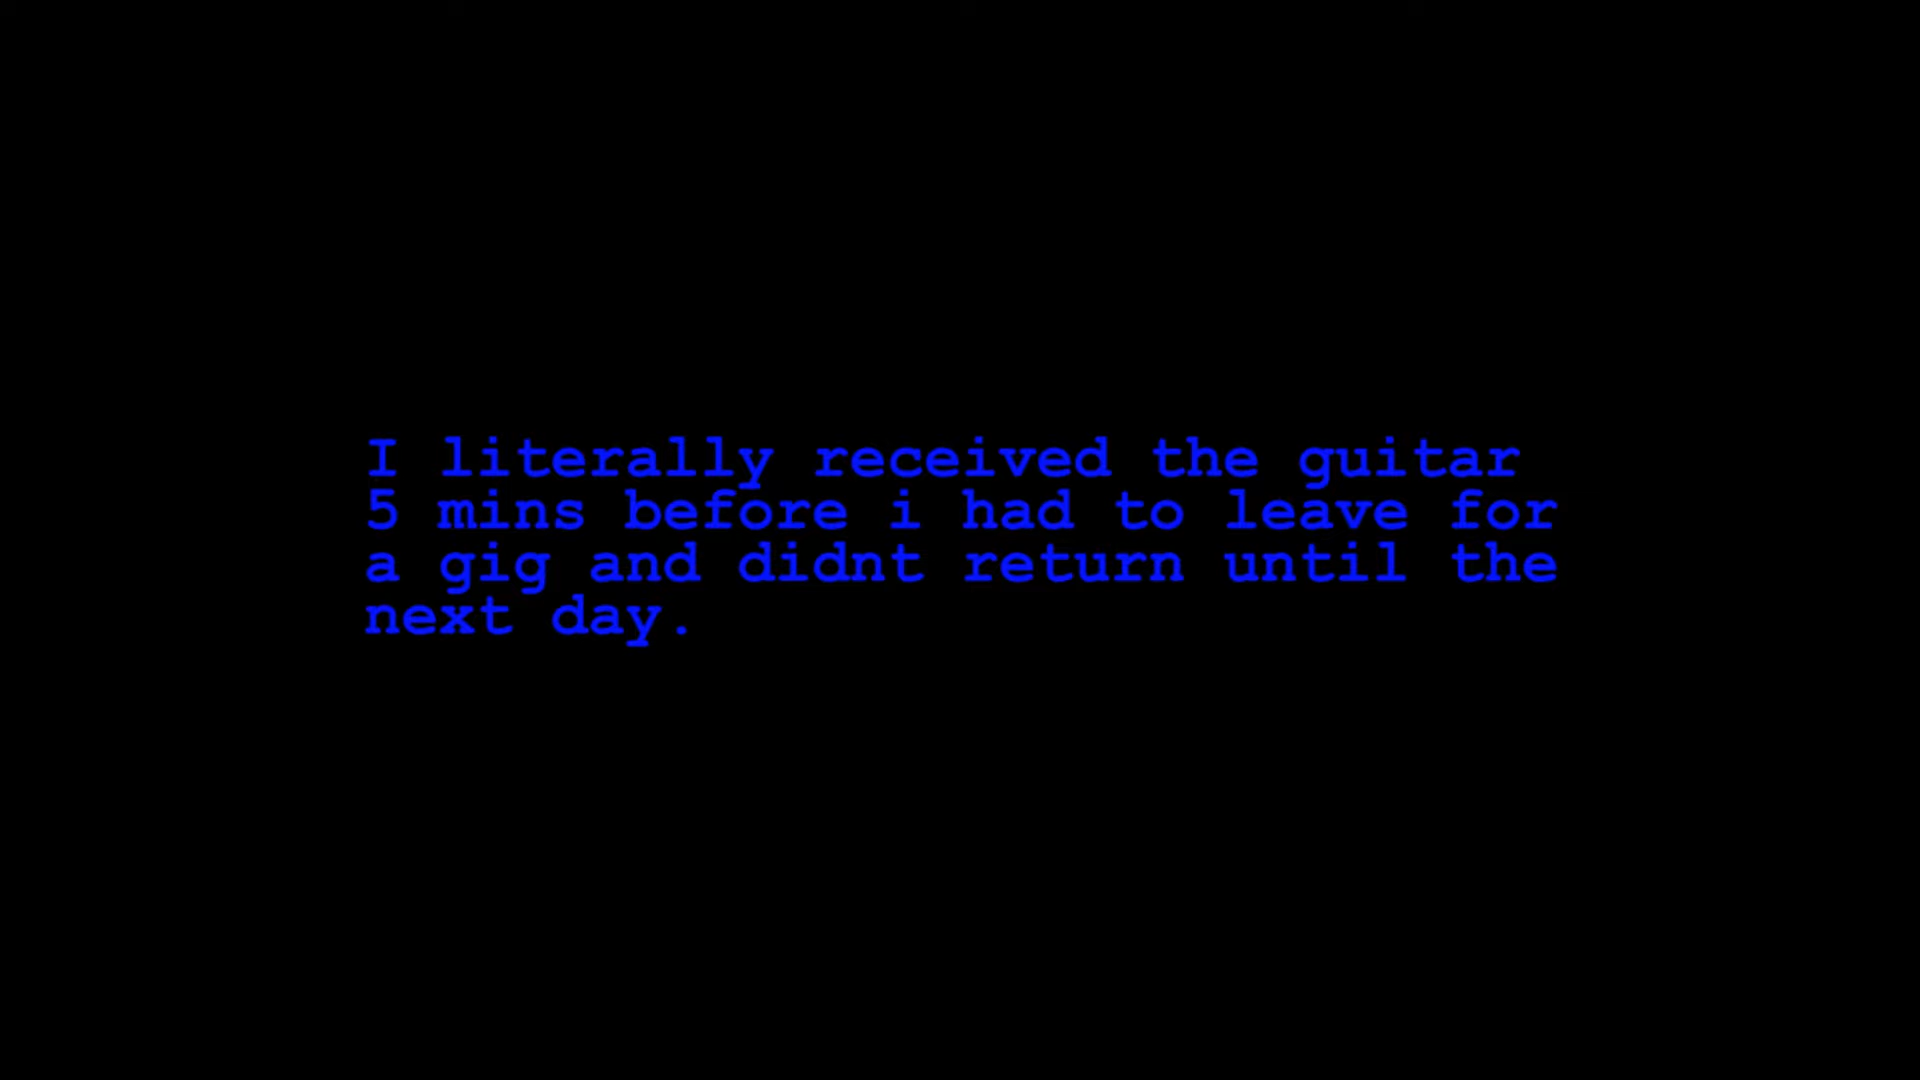 I literally received the guitar
5 mins before i had to leave for
a gig and didnt return until the
next day.